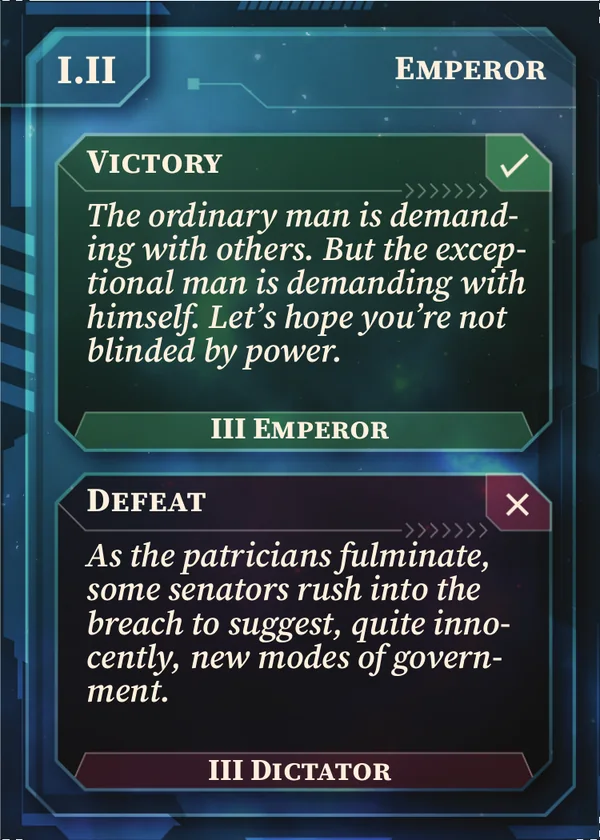 I.II
EMPEROR
VICTORY
The ordinary man is demand-
ing with others. But the excep-
tional man is demanding with
himself. Let’s hope you’re not
blinded by power.
III EMPEROR
DEFEAT
As the patricians fulminate,
some senators rush into the
breach to suggest, quite inno-
cently, new modes of govern-
ment.
III DICTATOR